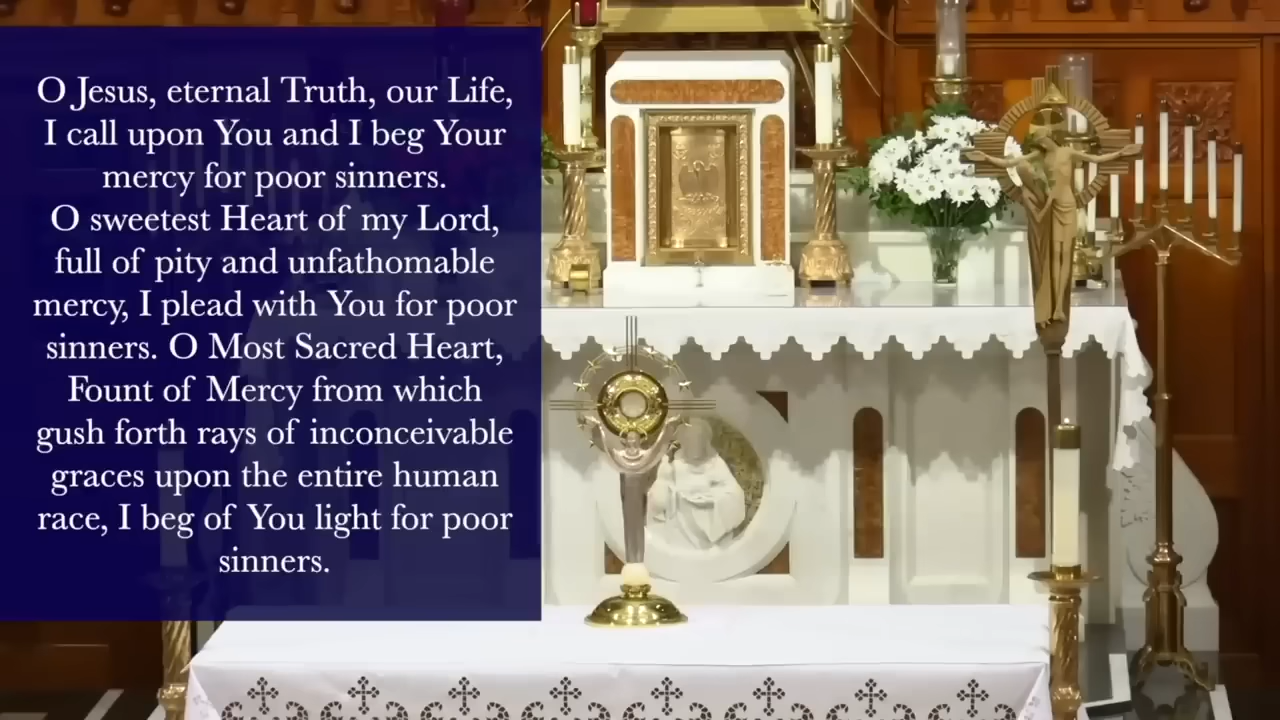 O Jesus, eternal Truth, our Life,
I call upon You and I beg Your
mercy for poor sinners.
O sweetest Heart of my Lord,
full of pity and unfathomable
mercy, I plead with You for poor
sinners. O Most Sacred Heart,
Fount of Mercy from which
gush forth rays of inconceivable
graces upon the entire human
race, I beg of You light for poor
sinners.